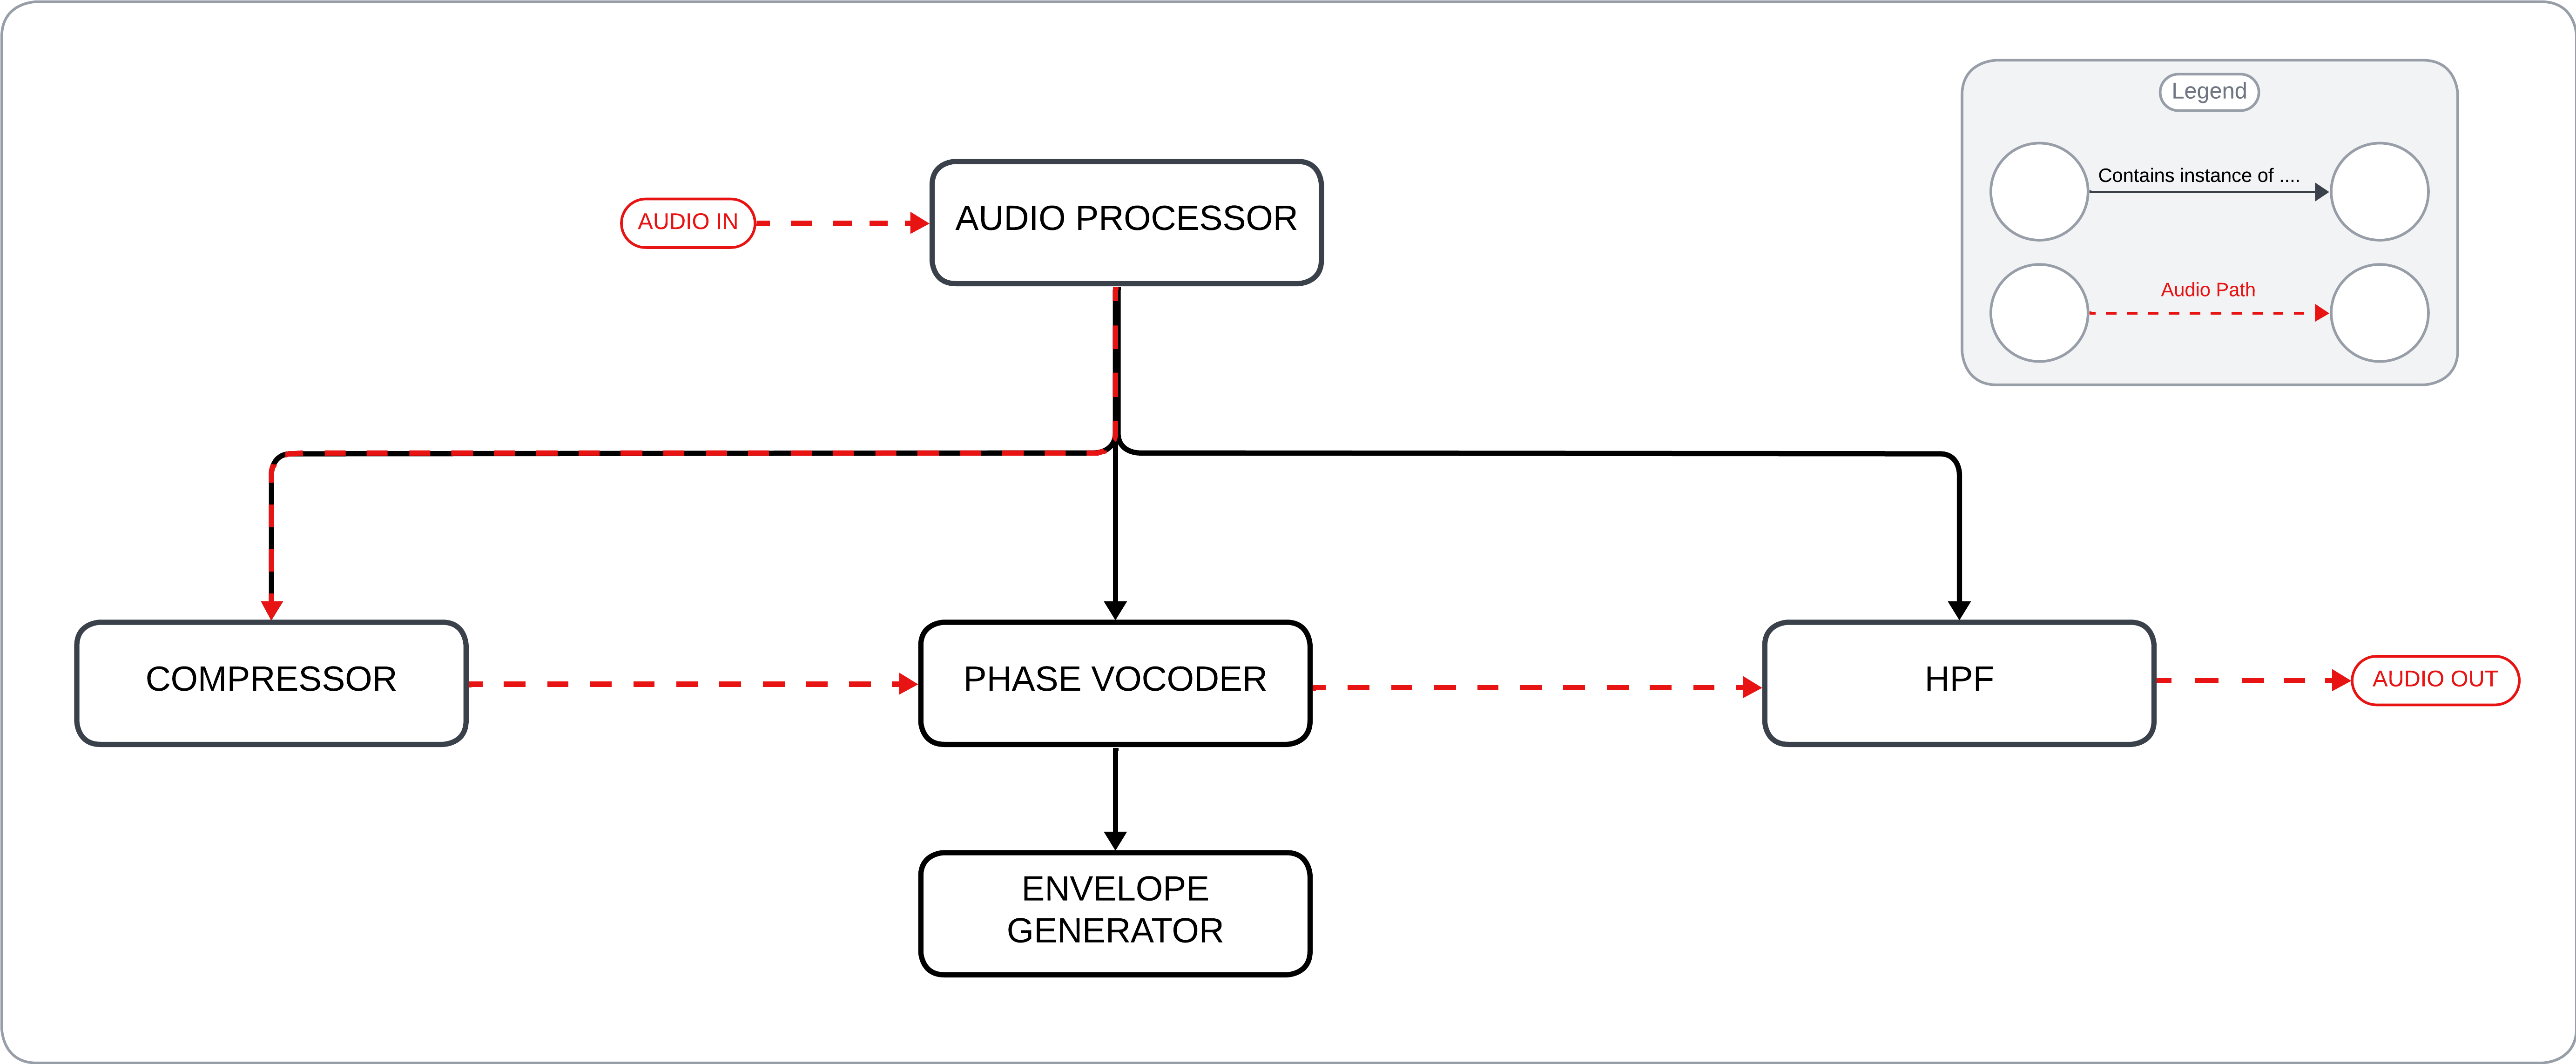 Legend
Contains instance of ....
Audio Path
AUDIO IN
AUDIO PROCESSOR
COMPRESSOR
PHASE VOCODER
HPF
AUDIO OUT
ENVELOPE
GENERATOR